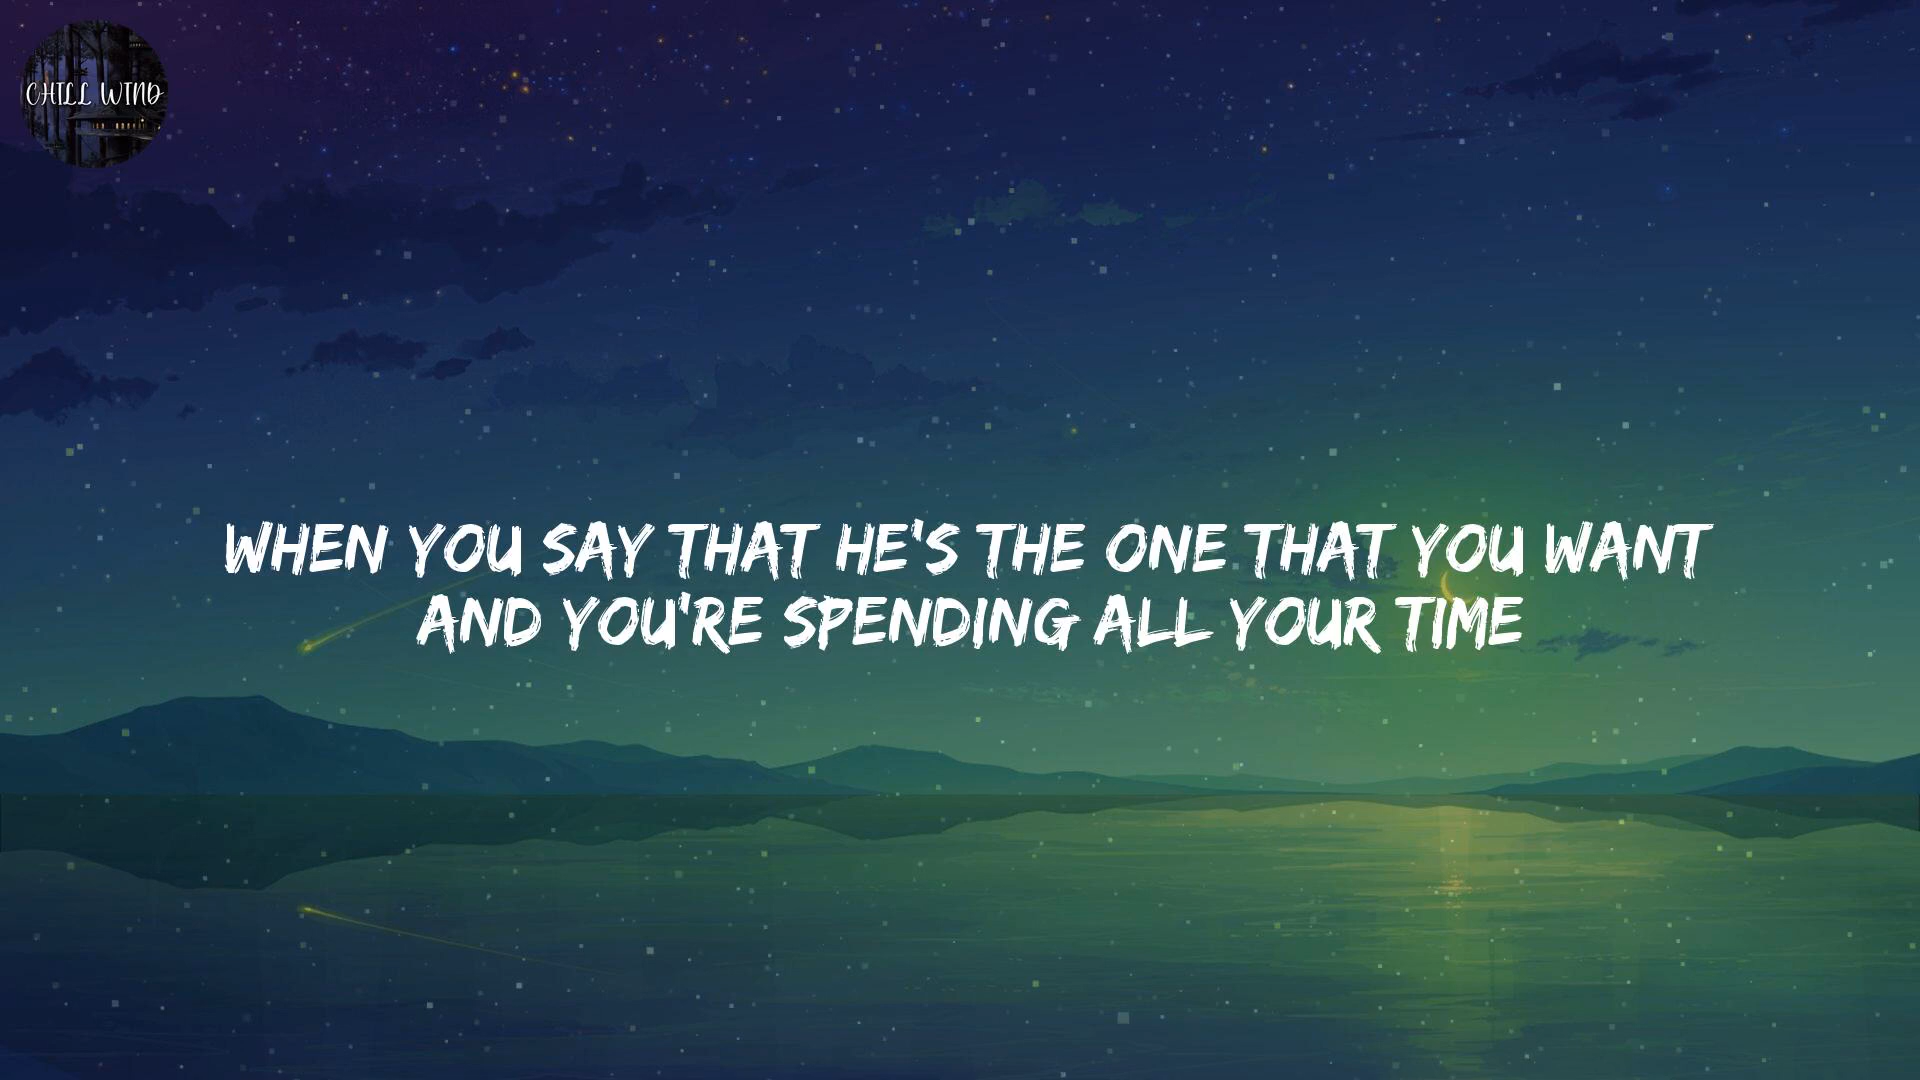 CHILL WIND
WHEN YOU SAY THAT HE'S THE ONE THAT YOU WANT
AND YOU'RE SPENDING ALL YOUR TIME